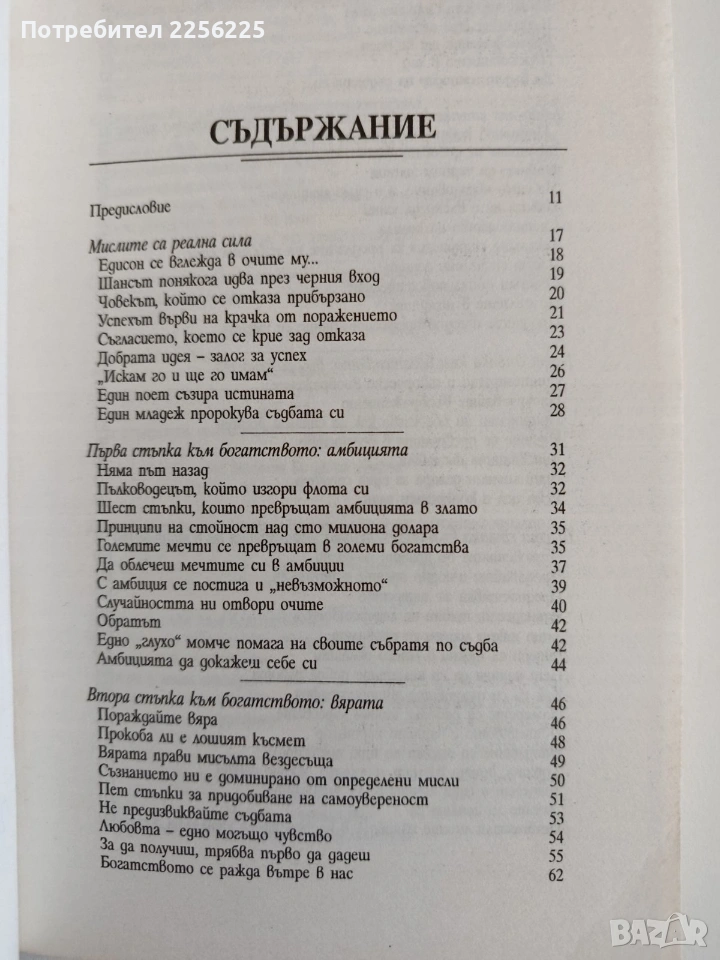 Потребител 2256225
СЪДЪРЖАНИЕ
Предисловие 11
Мислите са реална сила 17
Едисон се вглежда в очите му... 18
Шансът понякога идва през черния вход 19
Човекът, който се отказа прибързано 20
Успехът върви на крачка от поражението 21
Съгласието, което се крие зад отказа 23
Добрата идея – залог за успех 24
„Искам го и ще го имам“ 26
Един поет съзира истината 27
Един младеж пророкува съдбата си 28
Първа стъпка към богатството: амбицията 31
Няма път назад 32
Пълководецът, който изгори флота си 32
Шест стъпки, които превръщат амбицията в злато 34
Принципи на стойност над сто милиона долара 35
Големите мечти се превръщат в големи богатства 35
Да облечеш мечтите си в амбиции 37
С амбиция се постига и „невъзможното“ 39
Случайността ни отвори очите 40
Обратът 42
Едно „глухо“ момче помага на своите събратя по съдба 42
Амбицията да докажеш себе си 44
Втора стъпка към богатството: вярата 46
Пораждайте вяра 46
Прокоба ли е лошият късмет 48
Вярата прави мисълта вездесъща 49
Съзнанието ни е доминирано от определени мисли 50
Пет стъпки за придобиване на самоувереност 51
Не предизвиквайте съдбата 53
Любовта – едно могъщо чувство 54
За да получиш, трябва първо да дадеш 55
Богатството се ражда вътре в нас 62
BAZAR